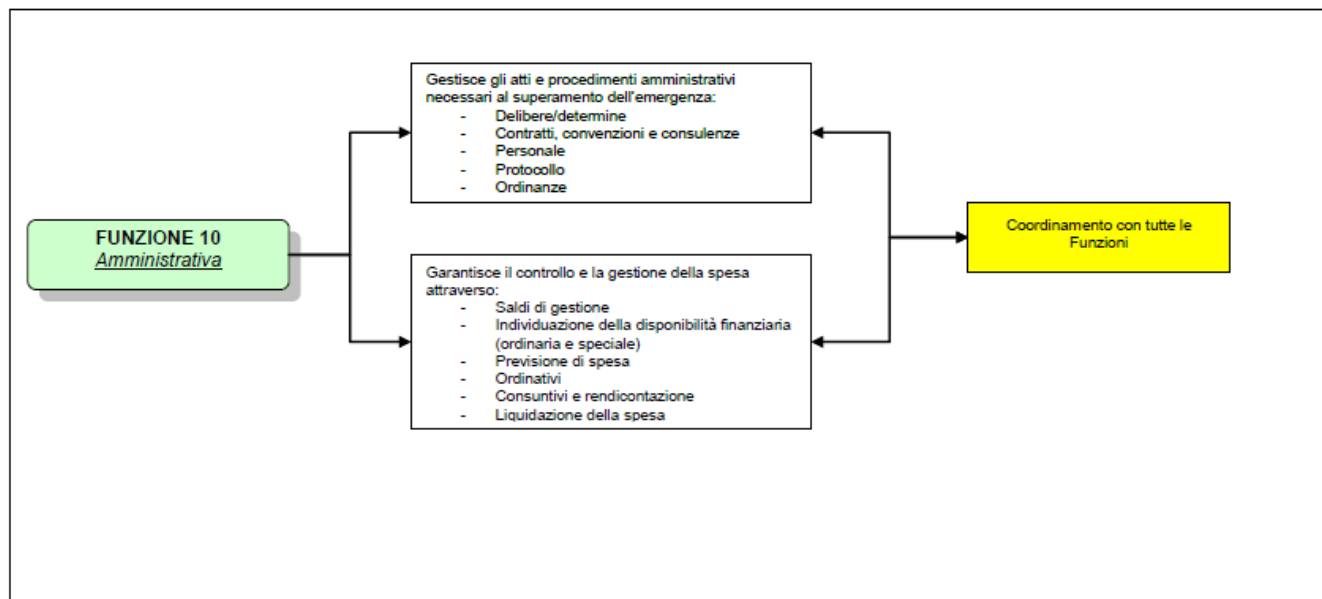 FUNZIONE 10
Amministrativa
Gestisce gli atti e procedimenti amministrativi
necessari al superamento dell'emergenza:
- Delibere/determine
- Contratti, convenzioni e consulenze
- Personale
- Protocollo
- Ordinanze
Garantisce il controllo e la gestione della spesa
attraverso:
- Saldi di gestione
- Individuazione della disponibilità finanziaria
(ordinaria e speciale)
- Previsione di spesa
- Ordinativi
- Consuntivi e rendicontazione
- Liquidazione della spesa
Coordinamento con tutte le
Funzioni